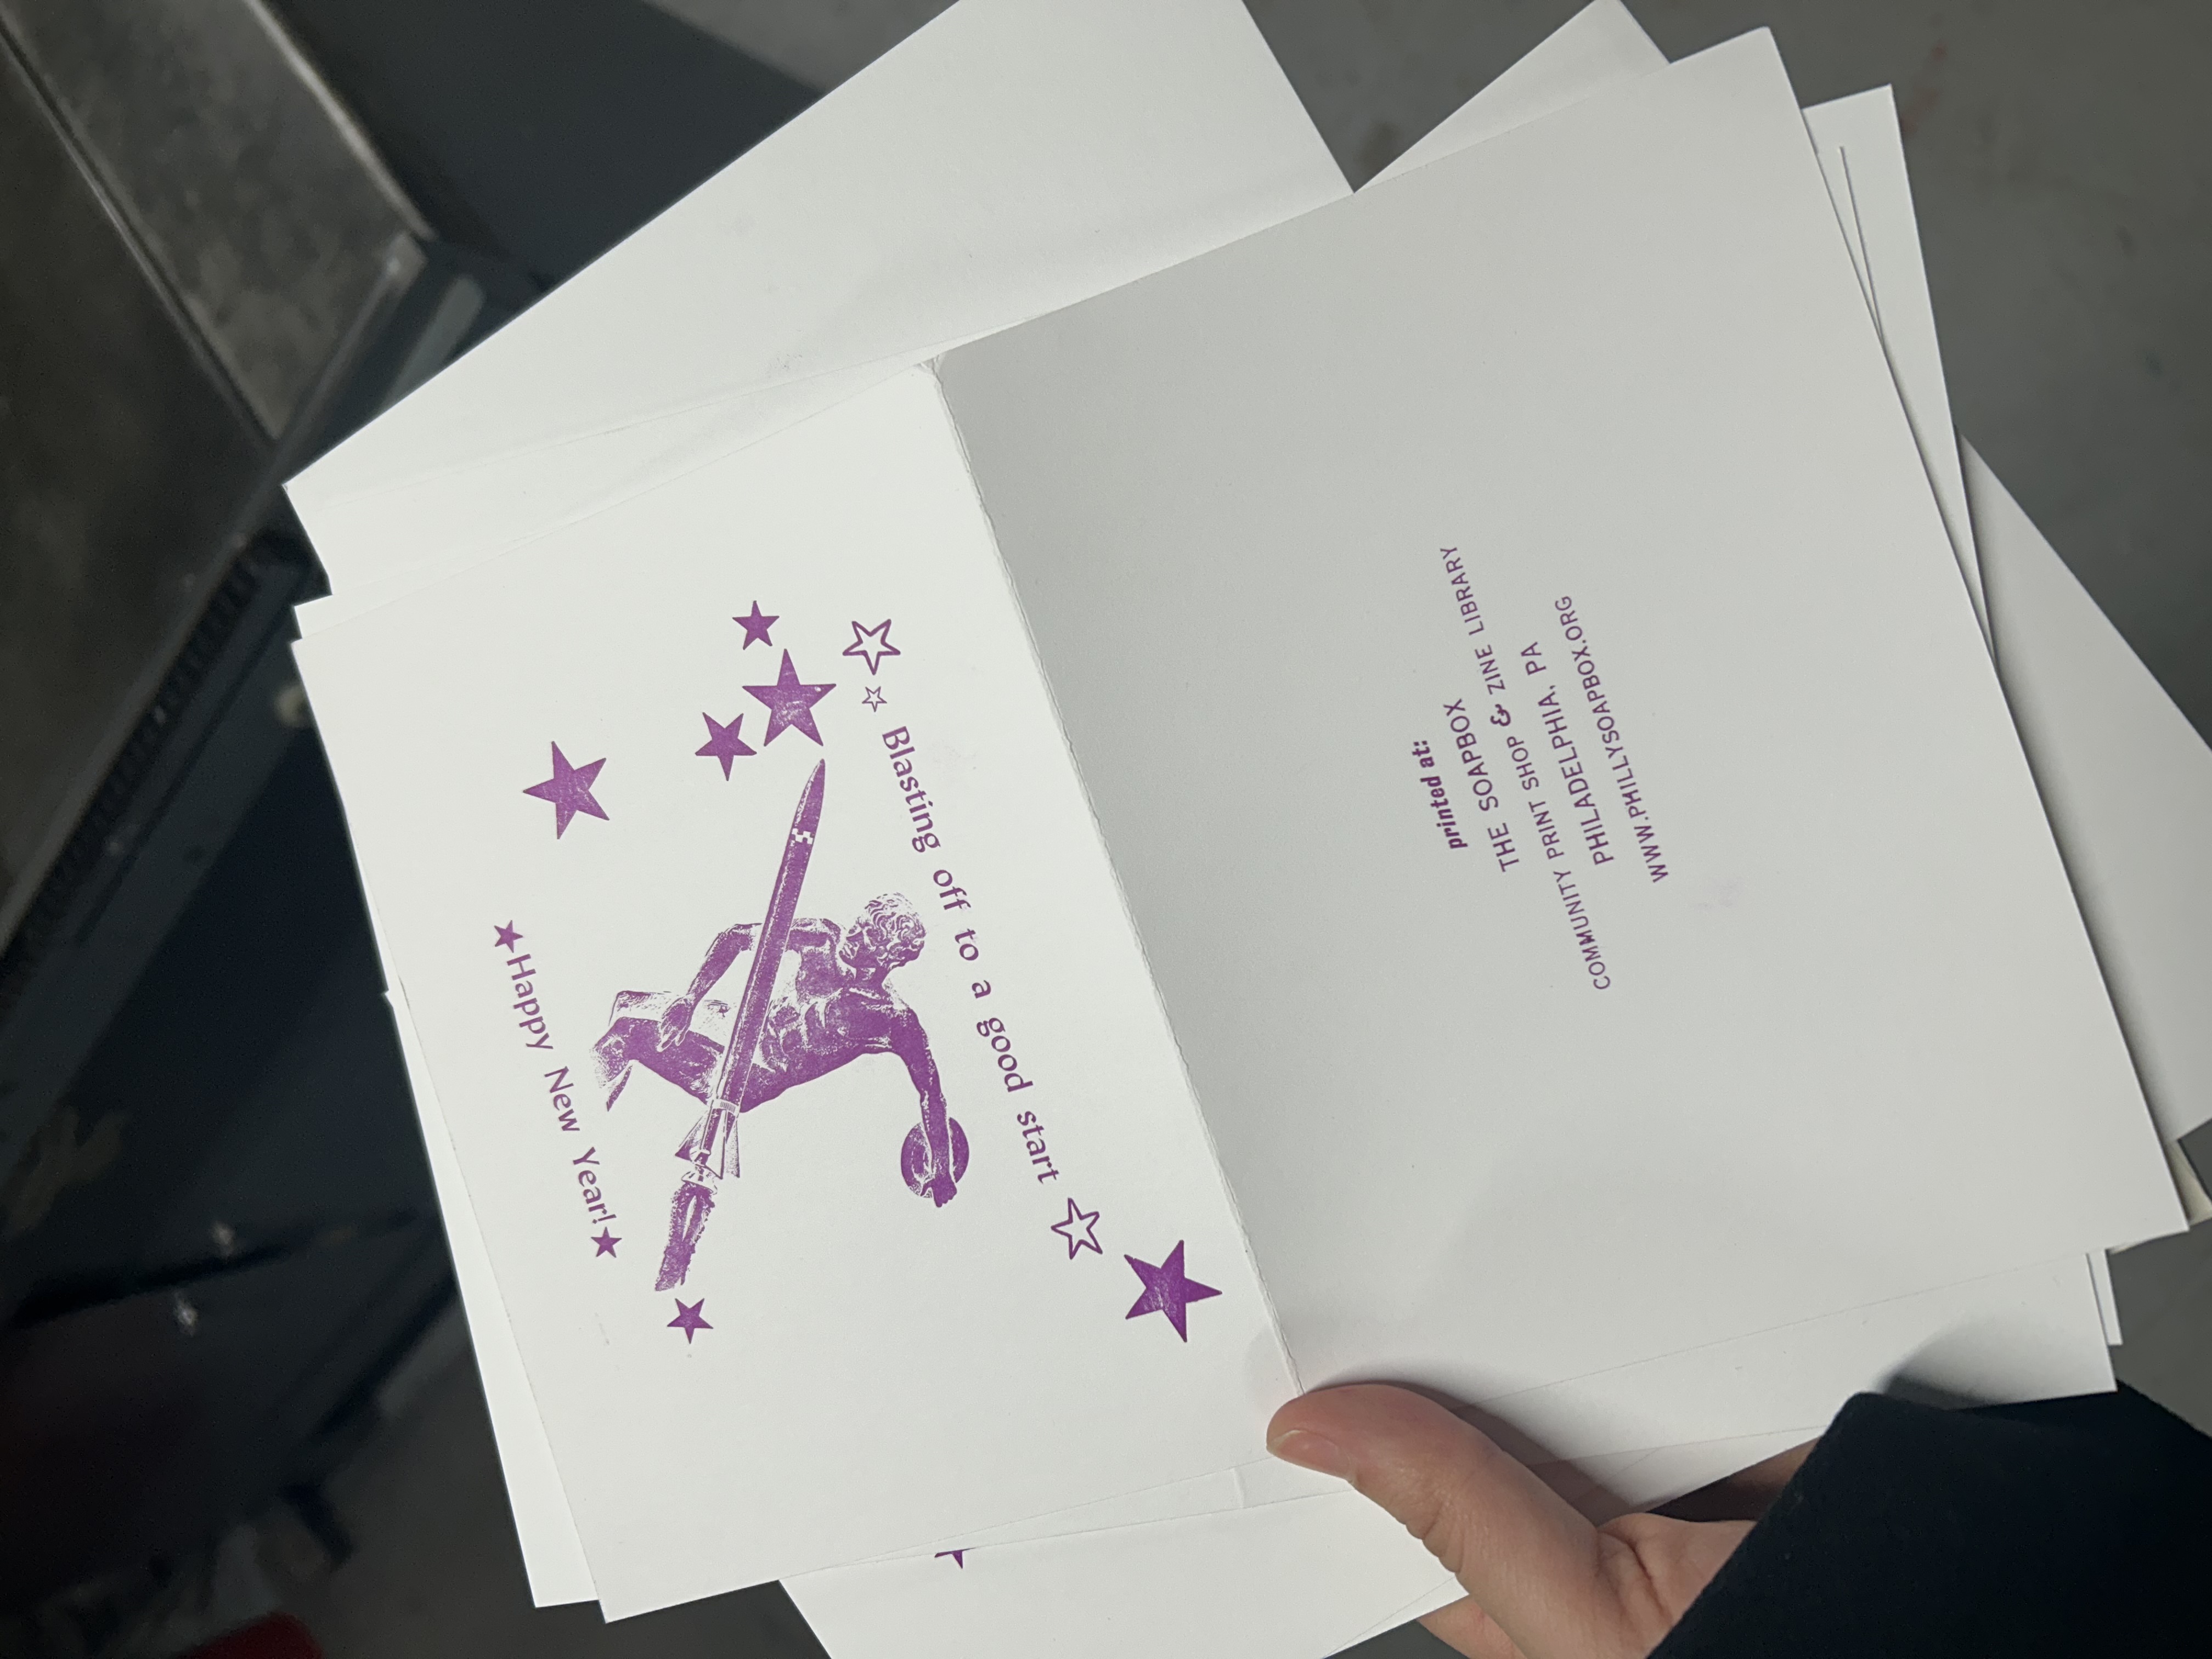 Blasting off to a good start
Happy New Year!
printed at:
THE SOAPBOX
COMMUNITY PRINT SHOP & ZINE LIBRARY
PHILADELPHIA, PA
WWW.PHILLYSOAPBOX.ORG